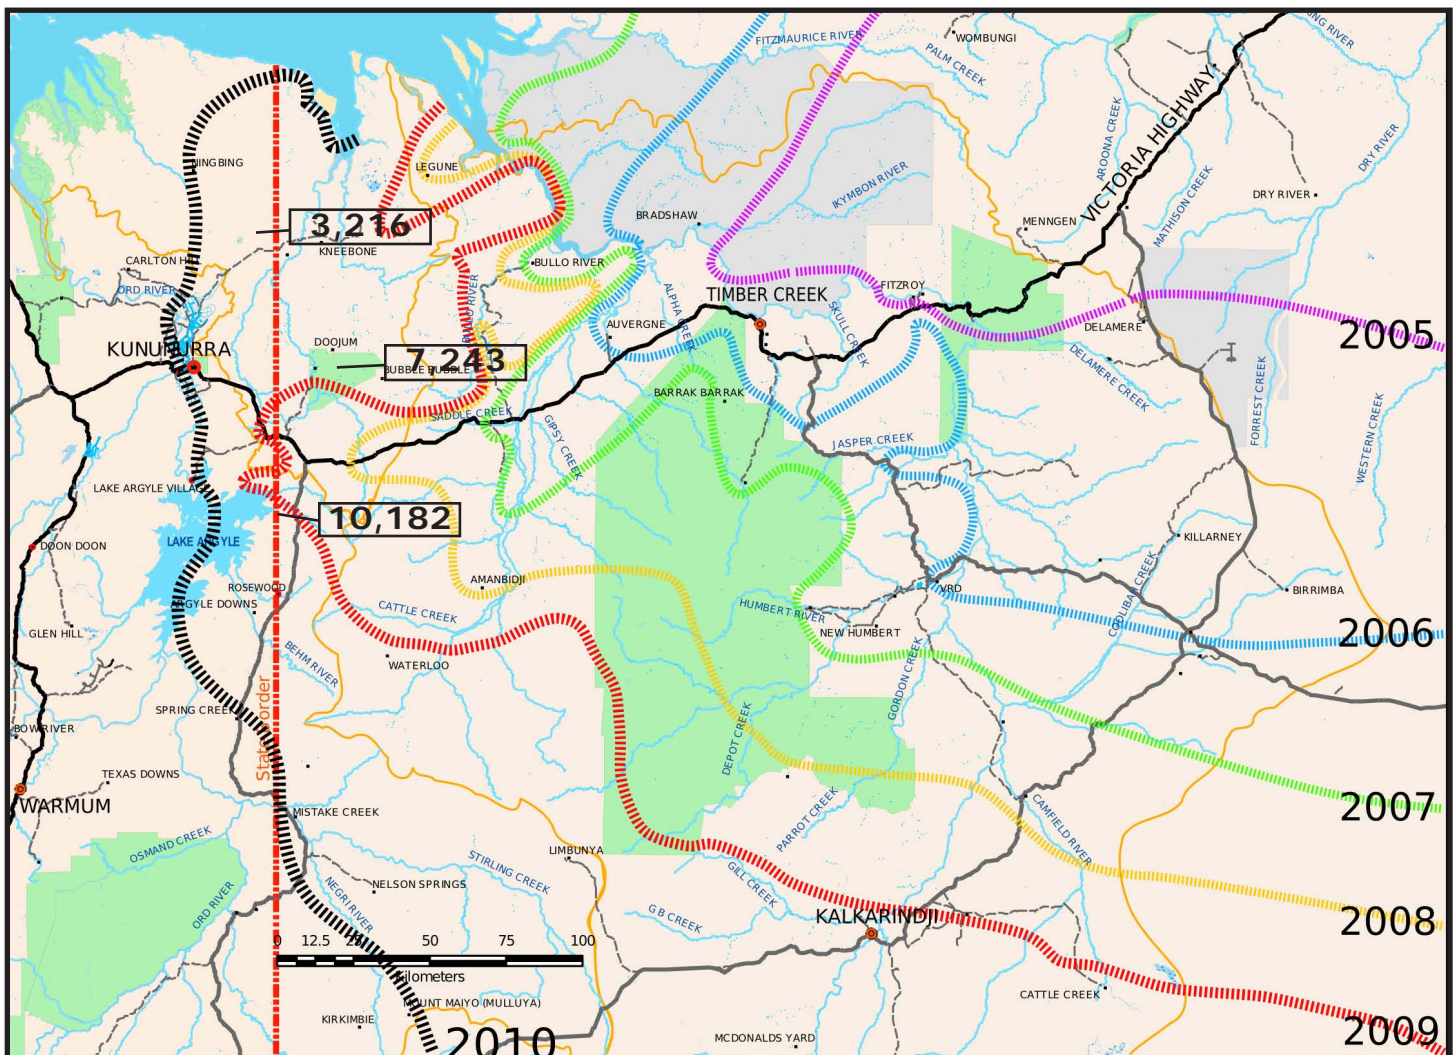 FITZMAURICE RIVER
WOMBUNGI
PALM CREEK
VICTORIA HIGHWAY
AROONA CREEK
DRY RIVER
NINGBING
LEGUNE
IKYMBON RIVER
MATHISON CREEK
DRY RIVER
3,216
KNEEBONE
BRADSHAW
MENNGEN
CARLTON HILL
BULLO RIVER
ORD RIVER
BULLO RIVER
ALPHA CREEK
TIMBER CREEK
SKULL CREEK
FITZROY
AUVERGNE
DELAMERE
2005
KUNUNURRA
DOOJUM
7,243
BUBBLE BUBBLE
DELAMERE CREEK
FORREST CREEK
BARRAK BARRAK
SADDLE CREEK
GIPSY CREEK
JASPER CREEK
WESTERN CREEK
LAKE ARGYLE VILLAGE
10,182
DOON DOON
LAKE ARGYLE
KILLARNEY
ROSEWOOD
AMANBIDJI
VRD
BIRRIMBA
ARGYLE DOWNS
CATTLE CREEK
HUMBERT RIVER
COOLIBAH CREEK
GLEN HILL
NEW HUMBERT
2006
BEHM RIVER
WATERLOO
GORDON CREEK
State Border
SPRING CREEK
BOW RIVER
DEPOT CREEK
TEXAS DOWNS
WARMUM
MISTAKE CREEK
PARROT CREEK
CAMFIELD RIVER
2007
OSMAND CREEK
LIMBUNYA
STIRLING CREEK
NELSON SPRINGS
GILL CREEK
ORD RIVER
NEGRI RIVER
G B CREEK
KALKARINDJI
2008
0 12.5 25 50 75 100
Kilometers
CATTLE CREEK
MOUNT MAIYO (MULLUYA)
KIRKIMBIE
2010
MCDONALDS YARD
2009